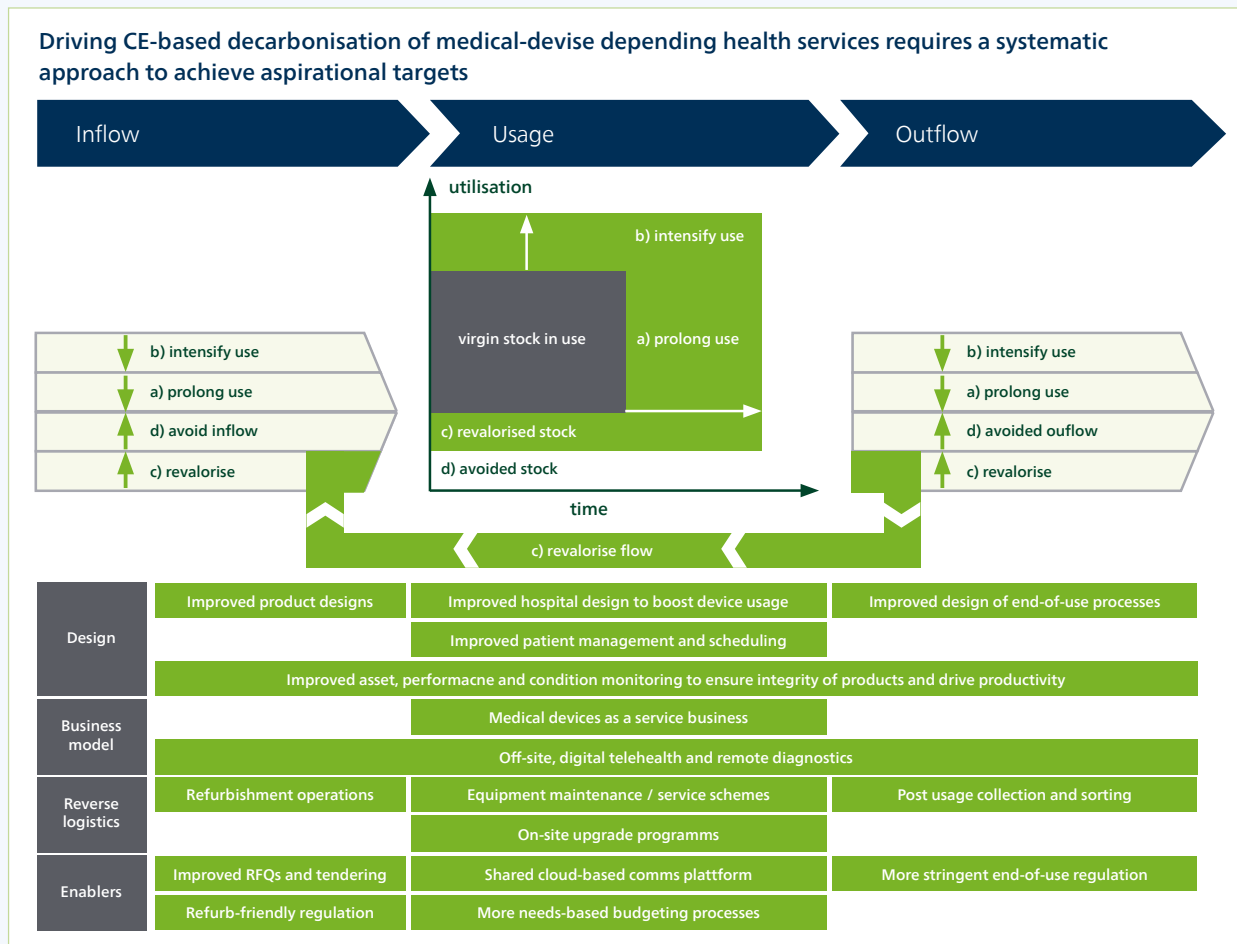 Driving CE-based decarbonisation of medical-devise depending health services requires a systematic
approach to achieve aspirational targets
Inflow
Usage
Outflow
utilisation
b) intensify use
virgin stock in use
a) prolong use
c) revalorised stock
d) avoided stock
time
b) intensify use
a) prolong use
d) avoid inflow
c) revalorise
b) intensify use
a) prolong use
d) avoided ouflow
c) revalorise
c) revalorise flow
Design
Improved product designs
Improved hospital design to boost device usage
Improved design of end-of-use processes
Improved patient management and scheduling
Improved asset, performacne and condition monitoring to ensure integrity of products and drive productivity
Business
model
Medical devices as a service business
Off-site, digital telehealth and remote diagnostics
Reverse
logistics
Refurbishment operations
Equipment maintenance / service schemes
Post usage collection and sorting
On-site upgrade programms
Enablers
Improved RFQs and tendering
Shared cloud-based comms plattform
More stringent end-of-use regulation
Refurb-friendly regulation
More needs-based budgeting processes